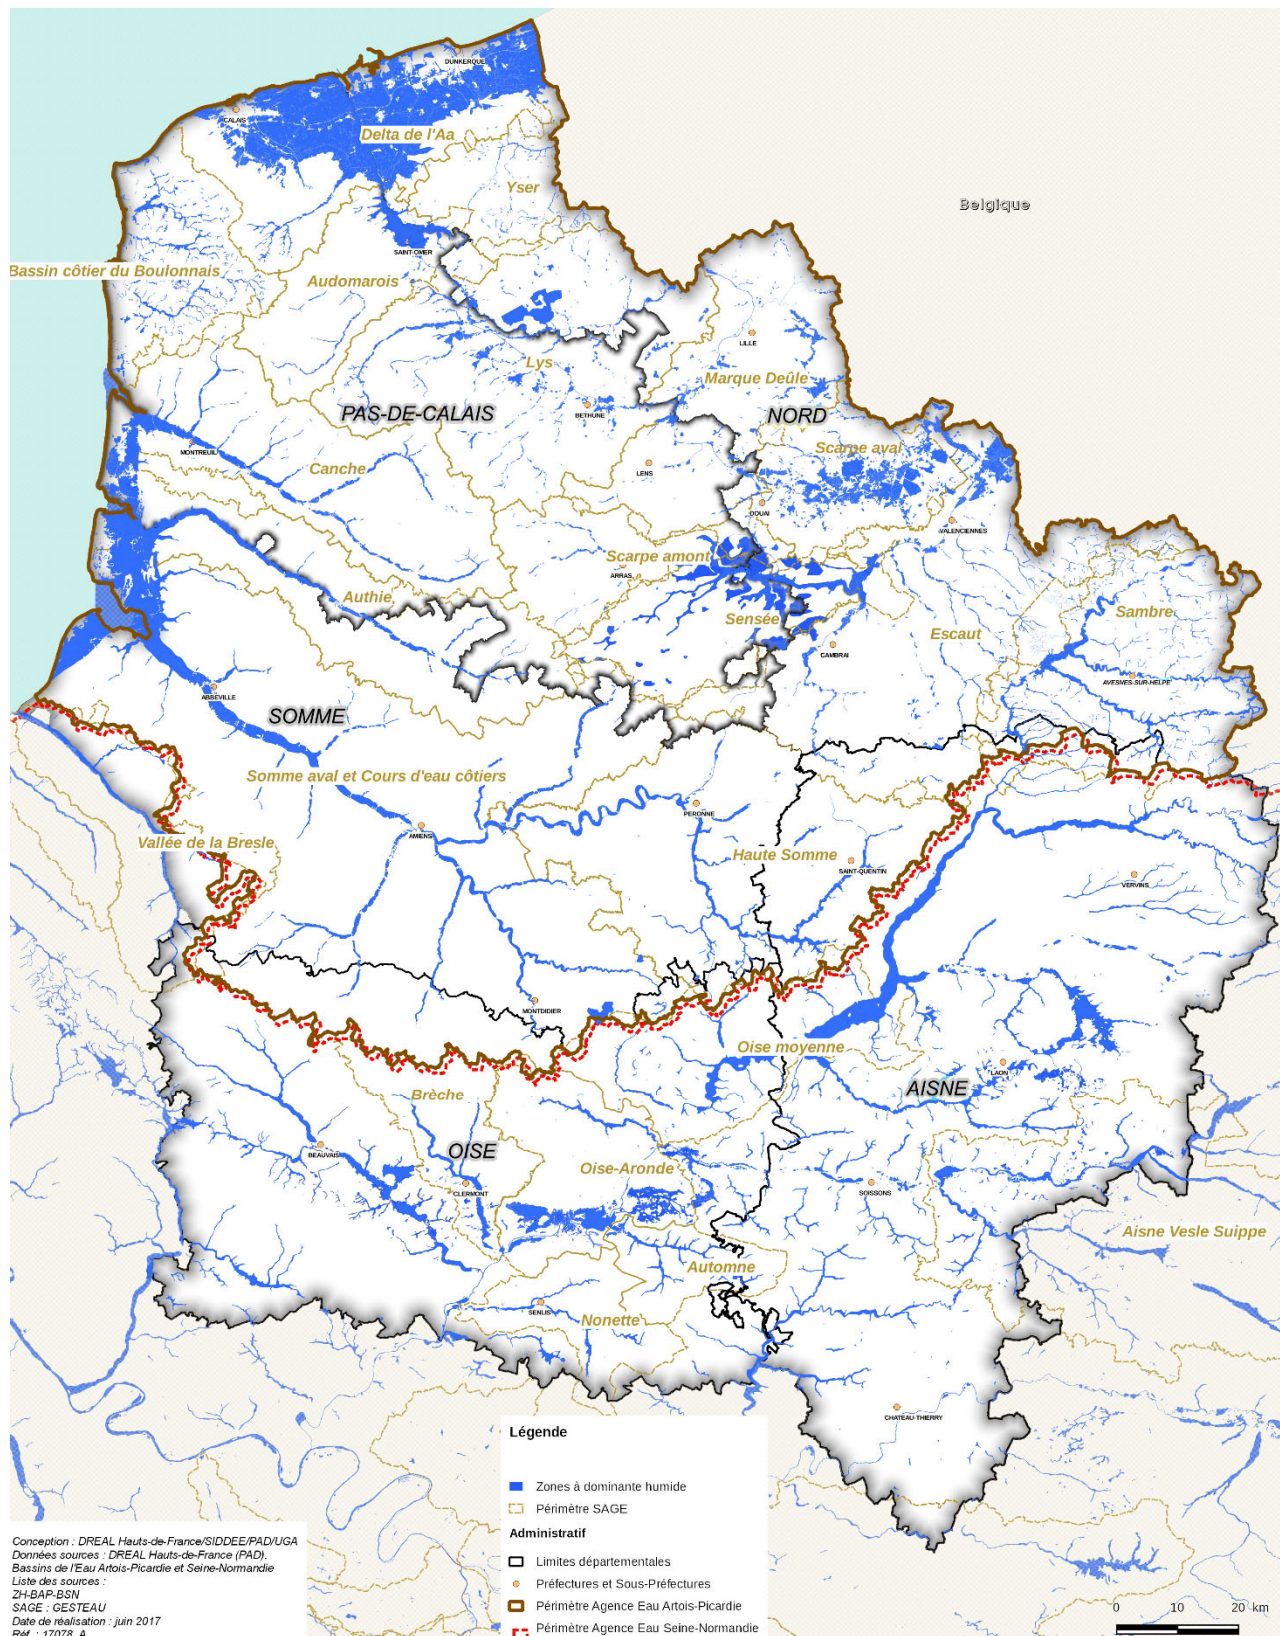 DUNKERQUE
CALAIS
Delta de l'Aa
Yser
Belgique
SAINT-OMER
Bassin côtier du Boulonnais
Audomarois
LILLE
Lys
Marque Deûle
PAS-DE-CALAIS
BETHUNE
NORD
MONTREUIL
Scarpe aval
Canche
LENS
DOUAI
VALENCIENNES
Scarpe amont
ARRAS
Authie
Sensée
Sambre
Escaut
CAMBRAI
AVESNES-SUR-HELPE
ABBEVILLE
SOMME
Somme aval et Cours d'eau côtiers
PERONNE
AMIENS
Vallée de la Bresle
Haute Somme
SAINT-QUENTIN
VERVINS
MONTDIDIER
Oise moyenne
LAON
AISNE
Brèche
BEAUVAIS
OISE
Oise-Aronde
CLERMONT
SOISSONS
Aisne Vesle Suippe
Automne
SENLIS
Nonette
CHATEAU-THIERRY
Légende
Zones à dominante humide
Périmètre SAGE
Administratif
Limites départementales
Préfectures et Sous-Préfectures
Périmètre Agence Eau Artois-Picardie
Périmètre Agence Eau Seine-Normandie
Conception : DREAL Hauts-de-France/SIDDEE/PAD/UGA
Données sources : DREAL Hauts-de-France (PAD),
Bassins de l'Eau Artois-Picardie et Seine-Normandie
Liste des sources :
ZH-BAP-BSN
SAGE : GESTEAU
Date de réalisation : juin 2017
Réf. : 17078_A
0 10 20 km